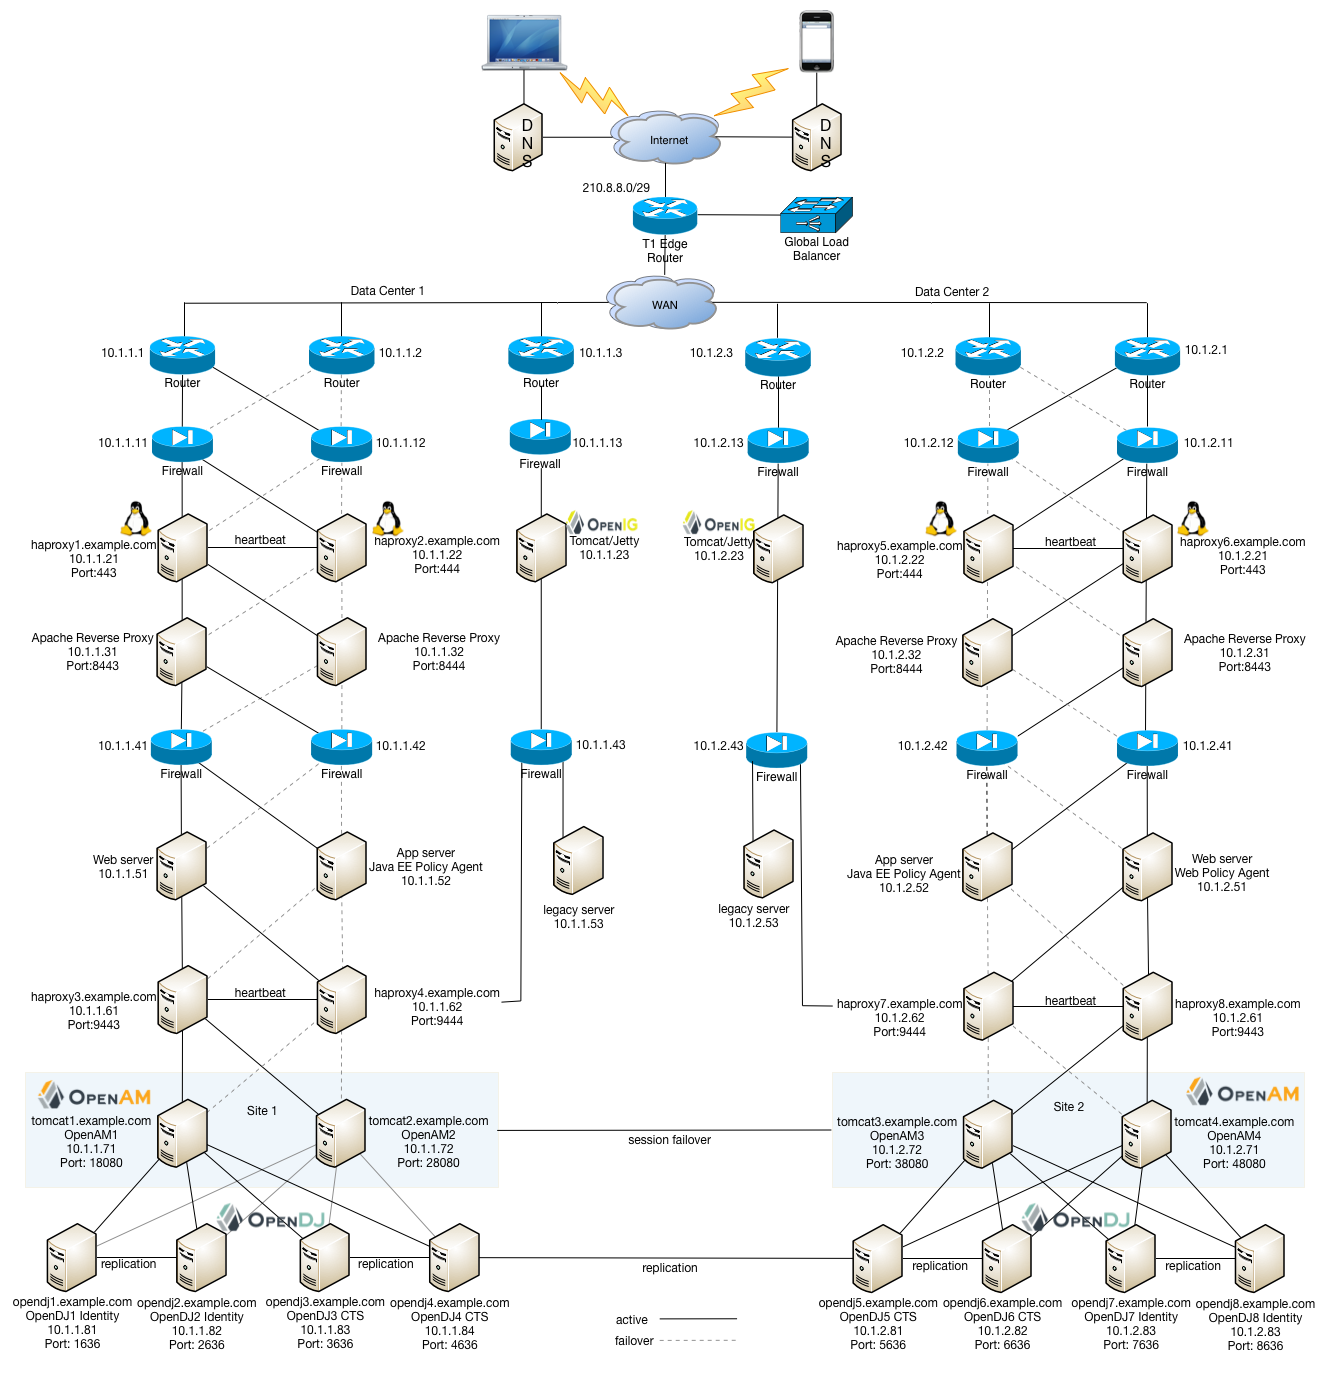 D
N
S
D
N
S
Internet
210.8.8.0/29
T1 Edge
Router
Global Load
Balancer
Data Center 1
WAN
Data Center 2
10.1.1.1
Router
10.1.1.2
Router
10.1.1.3
Router
10.1.2.3
Router
10.1.2.2
Router
10.1.2.1
Router
10.1.1.11
Firewall
10.1.1.12
Firewall
10.1.1.13
Firewall
10.1.2.13
Firewall
10.1.2.12
Firewall
10.1.2.11
Firewall
haproxy1.example.com
10.1.1.21
Port:443
heartbeat
haproxy2.example.com
10.1.1.22
Port:444
OpenIG
Tomcat/Jetty
10.1.1.23
OpenIG
Tomcat/Jetty
10.1.2.23
haproxy5.example.com
10.1.2.22
Port:444
heartbeat
haproxy6.example.com
10.1.2.21
Port:443
Apache Reverse Proxy
10.1.1.31
Port:8443
Apache Reverse Proxy
10.1.1.32
Port:8444
Apache Reverse Proxy
10.1.2.32
Port:8444
Apache Reverse Proxy
10.1.2.31
Port:8443
10.1.1.41
Firewall
10.1.1.42
Firewall
10.1.1.43
Firewall
10.1.2.43
Firewall
10.1.2.42
Firewall
10.1.2.41
Firewall
Web server
10.1.1.51
App server
Java EE Policy Agent
10.1.1.52
legacy server
10.1.1.53
legacy server
10.1.2.53
App server
Java EE Policy Agent
10.1.2.52
Web server
Web Policy Agent
10.1.2.51
haproxy3.example.com
10.1.1.61
Port:9443
heartbeat
haproxy4.example.com
10.1.1.62
Port:9444
haproxy7.example.com
10.1.2.62
Port:9444
heartbeat
haproxy8.example.com
10.1.2.61
Port:9443
OpenAM
tomcat1.example.com
OpenAM1
10.1.1.71
Port: 18080
Site 1
tomcat2.example.com
OpenAM2
10.1.1.72
Port: 28080
session failover
tomcat3.example.com
OpenAM3
10.1.2.72
Port: 38080
Site 2
OpenAM
tomcat4.example.com
OpenAM4
10.1.2.71
Port: 48080
OpenDJ
OpenDJ
replication
replication
replication
replication
replication
opendj1.example.com
OpenDJ1 Identity
10.1.1.81
Port: 1636
opendj2.example.com
OpenDJ2 Identity
10.1.1.82
Port: 2636
opendj3.example.com
OpenDJ3 CTS
10.1.1.83
Port: 3636
opendj4.example.com
OpenDJ4 CTS
10.1.1.84
Port: 4636
opendj5.example.com
OpenDJ5 CTS
10.1.2.81
Port: 5636
opendj6.example.com
OpenDJ6 CTS
10.1.2.82
Port: 6636
opendj7.example.com
OpenDJ7 Identity
10.1.2.83
Port: 7636
opendj8.example.com
OpenDJ8 Identity
10.1.2.83
Port: 8636
active
failover